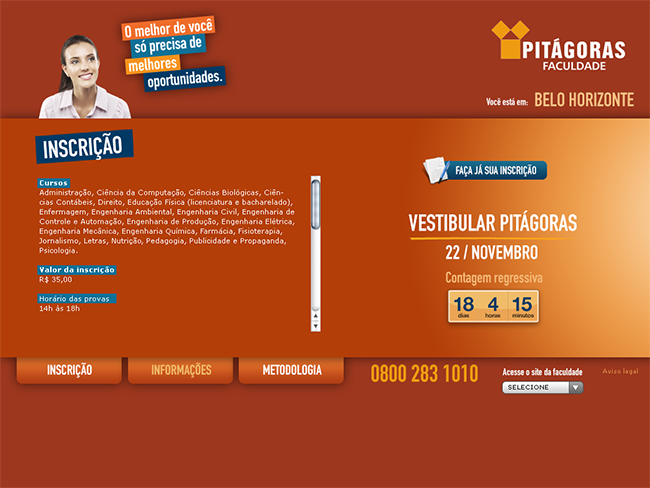 O melhor de você
só precisa de
melhores
oportunidades.
PITÁGORAS
FACULDADE
Você está em: BELO HORIZONTE
INSCRIÇÃO
Cursos
Administração, Ciência da Computação, Ciências Biológicas, Ciên-
cias Contábeis, Direito, Educação Física (licenciatura e bacharelado),
Enfermagem, Engenharia Ambiental, Engenharia Civil, Engenharia de
Controle e Automação, Engenharia de Produção, Engenharia Elétrica,
Engenharia Mecânica, Engenharia Química, Farmácia, Fisioterapia,
Jornalismo, Letras, Nutrição, Pedagogia, Publicidade e Propaganda,
Psicologia.
Valor da inscrição
R$ 35,00
Horário das provas
14h às 18h
FAÇA JÁ SUA INSCRIÇÃO
VESTIBULAR PITÁGORAS
22 / NOVEMBRO
Contagem regressiva
18 4 15
dias horas minutos
INSCRIÇÃO INFORMAÇÕES METODOLOGIA
0800 283 1010
Acesse o site da faculdade
SELECIONE
Aviso legal